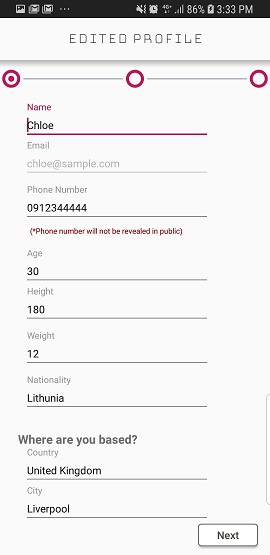 86% 3:33 PM
EDITED PROFILE
Name
Chloe
Email
chloe@sample.com
Phone Number
0912344444
(*Phone number will not be revealed in public)
Age
30
Height
180
Weight
12
Nationality
Lithunia
Where are you based?
Country
United Kingdom
City
Liverpool
Next